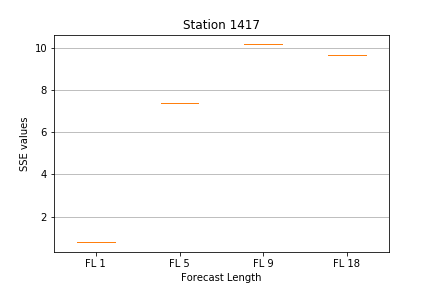 Station 1417
SSE values
10
8
6
4
2
FL 1 FL 5 FL 9 FL 18
Forecast Length